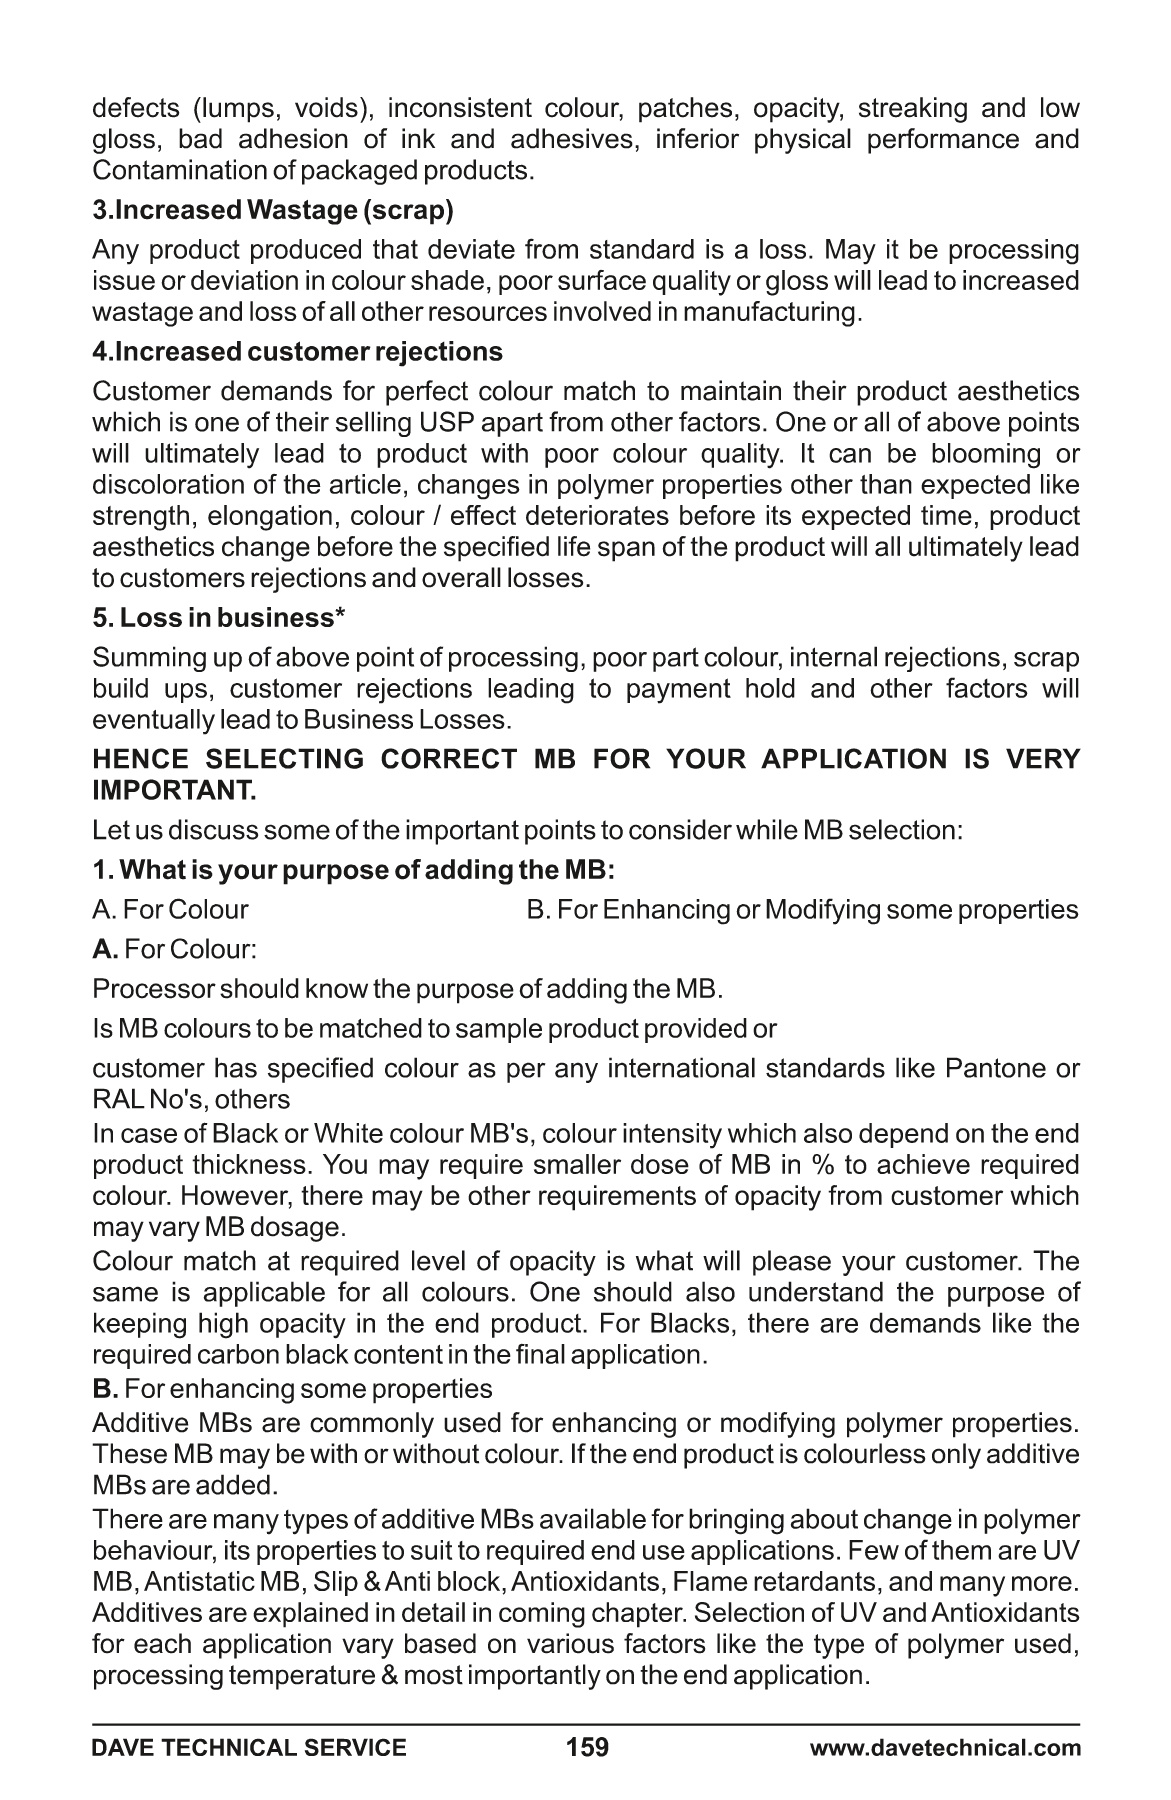 defects (lumps, voids), inconsistent colour, patches, opacity, streaking and low
gloss, bad adhesion of ink and adhesives, inferior physical performance and
Contamination of packaged products.
3.Increased Wastage (scrap)
Any product produced that deviate from standard is a loss. May it be processing
issue or deviation in colour shade, poor surface quality or gloss will lead to increased
wastage and loss of all other resources involved in manufacturing.
4.Increased customer rejections
Customer demands for perfect colour match to maintain their product aesthetics
which is one of their selling USP apart from other factors. One or all of above points
will ultimately lead to product with poor colour quality. It can be blooming or
discoloration of the article, changes in polymer properties other than expected like
strength, elongation, colour / effect deteriorates before its expected time, product
aesthetics change before the specified life span of the product will all ultimately lead
to customers rejections and overall losses.
5. Loss in business*
Summing up of above point of processing, poor part colour, internal rejections, scrap
build ups, customer rejections leading to payment hold and other factors will
eventually lead to Business Losses.
HENCE SELECTING CORRECT MB FOR YOUR APPLICATION IS VERY
IMPORTANT.
Let us discuss some of the important points to consider while MB selection:
1. What is your purpose of adding the MB:
A. For Colour B. For Enhancing or Modifying some properties
A. For Colour:
Processor should know the purpose of adding the MB.
Is MB colours to be matched to sample product provided or
customer has specified colour as per any international standards like Pantone or
RAL No's, others
In case of Black or White colour MB's, colour intensity which also depend on the end
product thickness. You may require smaller dose of MB in % to achieve required
colour. However, there may be other requirements of opacity from customer which
may vary MB dosage.
Colour match at required level of opacity is what will please your customer. The
same is applicable for all colours. One should also understand the purpose of
keeping high opacity in the end product. For Blacks, there are demands like the
required carbon black content in the final application.
B. For enhancing some properties
Additive MBs are commonly used for enhancing or modifying polymer properties.
These MB may be with or without colour. If the end product is colourless only additive
MBs are added.
There are many types of additive MBs available for bringing about change in polymer
behaviour, its properties to suit to required end use applications. Few of them are UV
MB, Antistatic MB, Slip & Anti block, Antioxidants, Flame retardants, and many more.
Additives are explained in detail in coming chapter. Selection of UV and Antioxidants
for each application vary based on various factors like the type of polymer used,
processing temperature & most importantly on the end application.
DAVE TECHNICAL SERVICE 159 www.davetechnical.com